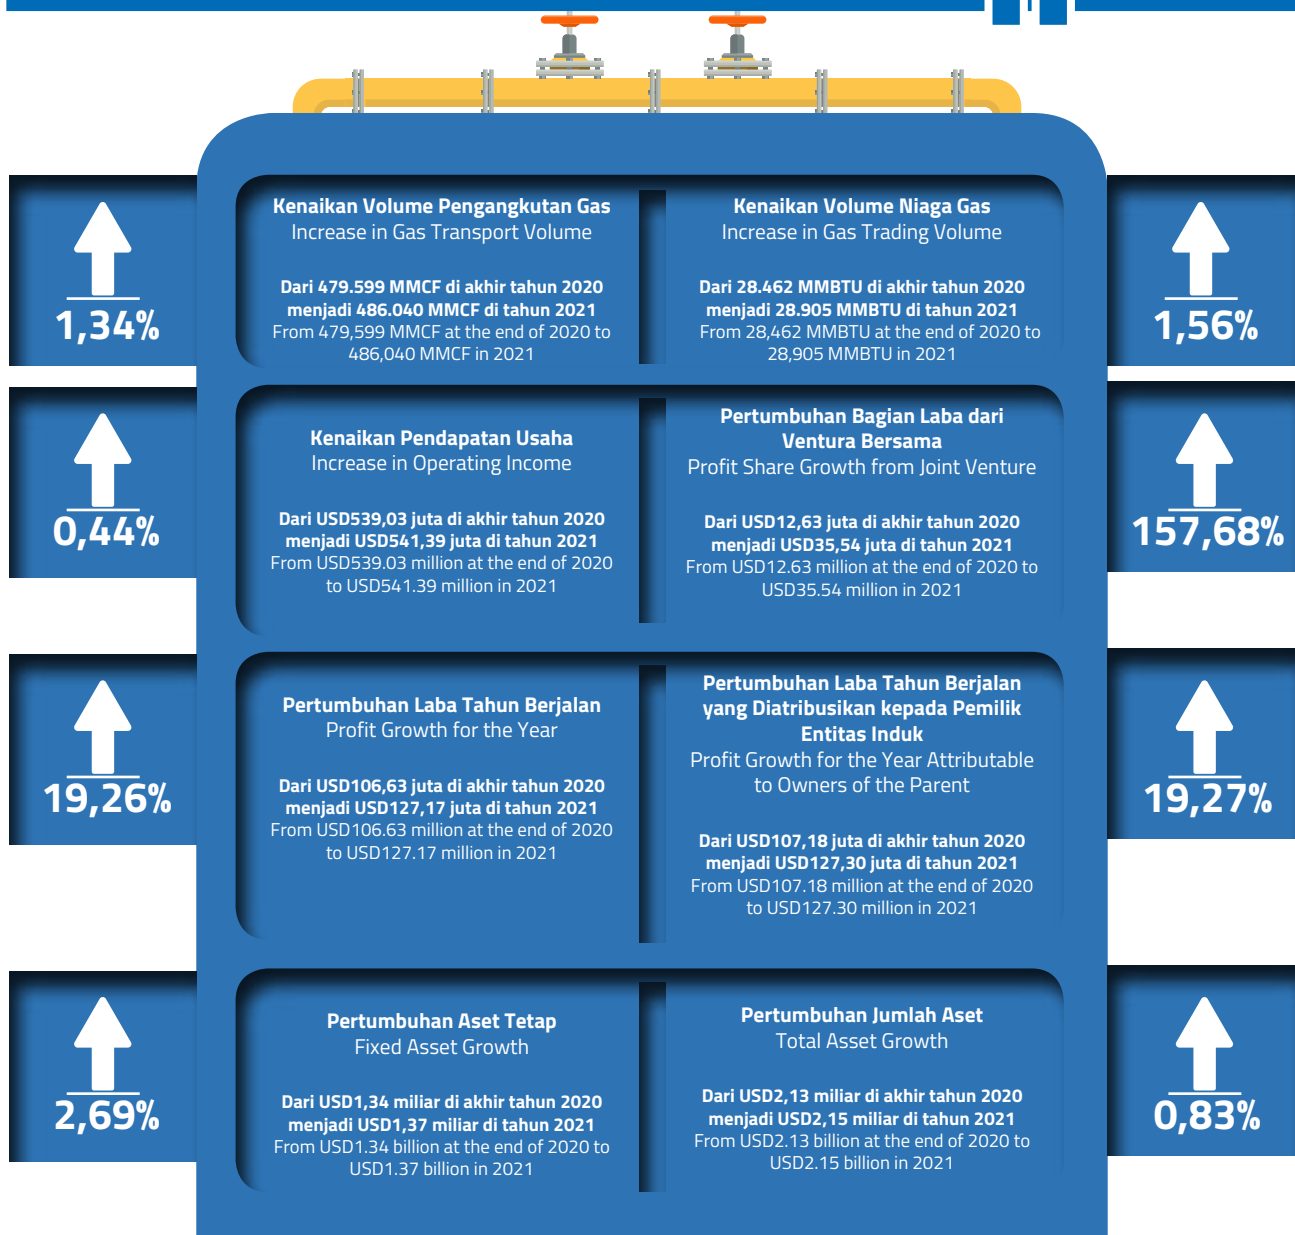 1,34%
Kenaikan Volume Pengangkutan Gas
Increase in Gas Transport Volume
Dari 479.599 MMCF di akhir tahun 2020
menjadi 486.040 MMCF di tahun 2021
From 479,599 MMCF at the end of 2020 to
486,040 MMCF in 2021
Kenaikan Volume Niaga Gas
Increase in Gas Trading Volume
Dari 28.462 MMBTU di akhir tahun 2020
menjadi 28.905 MMBTU di tahun 2021
From 28,462 MMBTU at the end of 2020 to
28,905 MMBTU in 2021
1,56%
0,44%
Kenaikan Pendapatan Usaha
Increase in Operating Income
Dari USD539,03 juta di akhir tahun 2020
menjadi USD541,39 juta di tahun 2021
From USD539.03 million at the end of 2020
to USD541.39 million in 2021
Pertumbuhan Bagian Laba dari
Ventura Bersama
Profit Share Growth from Joint Venture
Dari USD12,63 juta di akhir tahun 2020
menjadi USD35,54 juta di tahun 2021
From USD12.63 million at the end of 2020 to
USD35.54 million in 2021
157,68%
19,26%
Pertumbuhan Laba Tahun Berjalan
Profit Growth for the Year
Dari USD106,63 juta di akhir tahun 2020
menjadi USD127,17 juta di tahun 2021
From USD106.63 million at the end of 2020
to USD127.17 million in 2021
Pertumbuhan Laba Tahun Berjalan
yang Diatribusikan kepada Pemilik
Entitas Induk
Profit Growth for the Year Attributable
to Owners of the Parent
Dari USD107,18 juta di akhir tahun 2020
menjadi USD127,30 juta di tahun 2021
From USD107.18 million at the end of 2020
to USD127.30 million in 2021
19,27%
2,69%
Pertumbuhan Aset Tetap
Fixed Asset Growth
Dari USD1,34 miliar di akhir tahun 2020
menjadi USD1,37 miliar di tahun 2021
From USD1.34 billion at the end of 2020 to
USD1.37 billion in 2021
Pertumbuhan Jumlah Aset
Total Asset Growth
Dari USD2,13 miliar di akhir tahun 2020
menjadi USD2,15 miliar di tahun 2021
From USD2.13 billion at the end of 2020 to
USD2.15 billion in 2021
0,83%